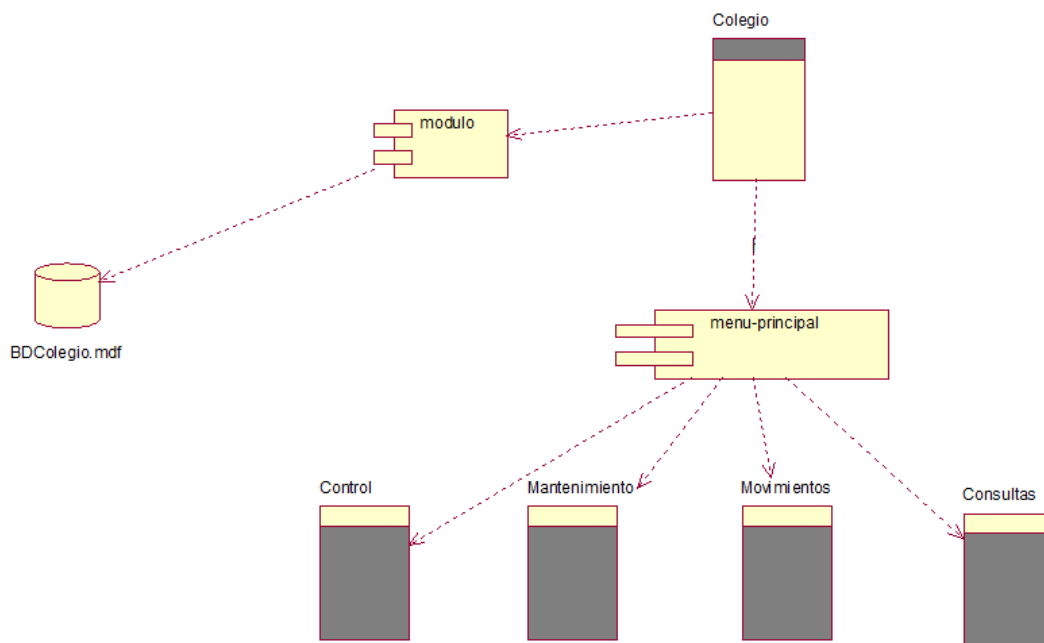 Colegio
modulo
BDColegio.mdf
menu-principal
Control
Mantenimiento
Movimientos
Consultas